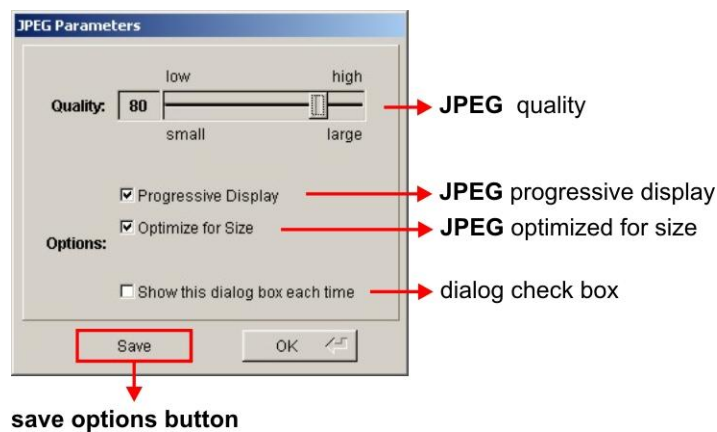 JPEG Parameters
low high
Quality: 80
JPEG quality
small large
Progressive Display
JPEG progressive display
Optimize for Size
JPEG optimized for size
Options:
Show this dialog box each time
dialog check box
Save OK
save options button